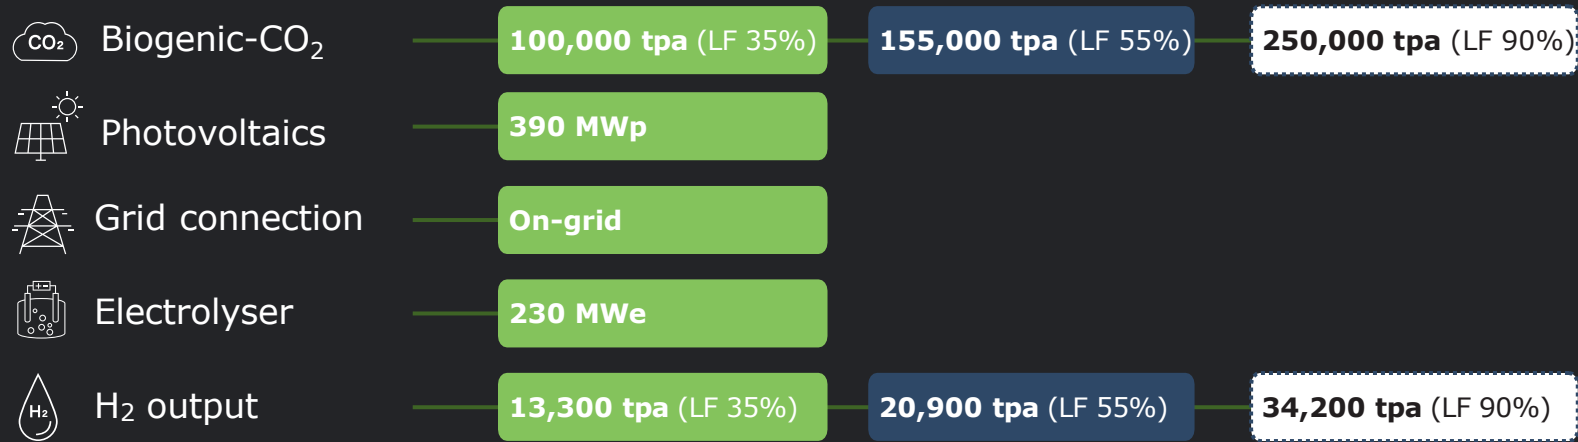 CO₂ Biogenic-CO₂ 100,000 tpa (LF 35%) 155,000 tpa (LF 55%) 250,000 tpa (LF 90%)
Photovoltaics 390 MWp
Grid connection On-grid
Electrolyser 230 MWe
H₂ H₂ output 13,300 tpa (LF 35%) 20,900 tpa (LF 55%) 34,200 tpa (LF 90%)